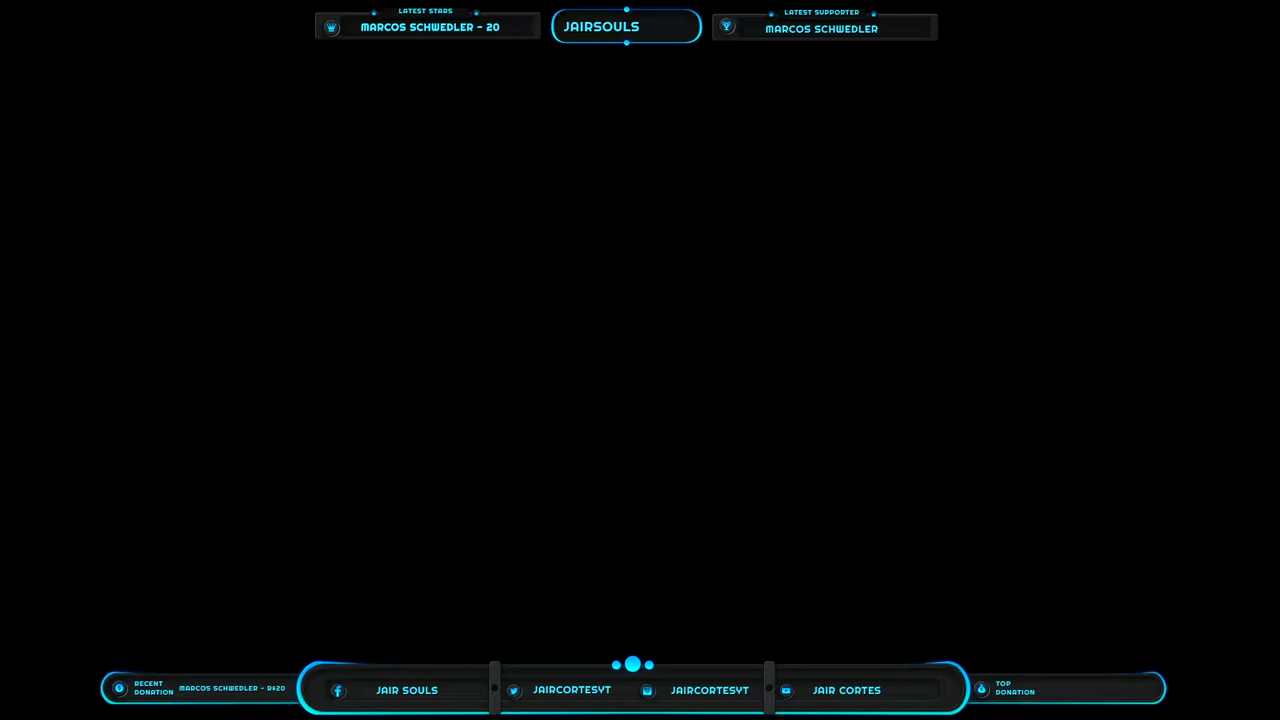 LATEST STARS
MARCOS SCHWEDLER - 20
JAIRSOULS
LATEST SUPPORTER
MARCOS SCHWEDLER
RECENT
DONATION
MARCOS SCHWEDLER - R$20
JAIR SOULS
JAIRCORTESYT
JAIRCORTESYT
JAIR CORTES
TOP
DONATION